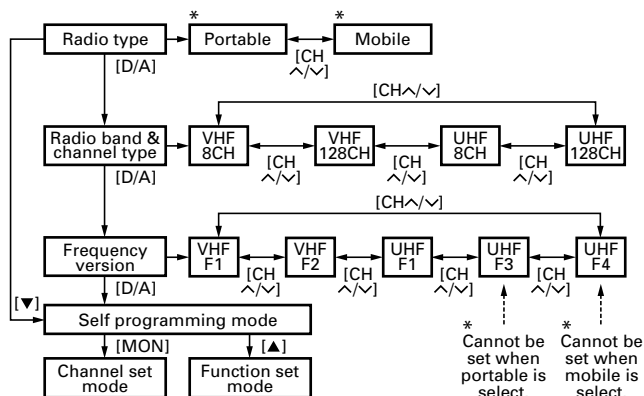 *
*
Radio type
Portable
Mobile
[D/A]
[CH
∧/∨]
[CH∧/∨]
Radio band &
channel type
VHF
8CH
VHF
128CH
UHF
8CH
UHF
128CH
[D/A]
[CH
∧/∨]
[CH
∧/∨]
[CH
∧/∨]
[CH∧/∨]
Frequency
version
VHF
F1
VHF
F2
UHF
F1
UHF
F3
UHF
F4
[D/A]
[CH
∧/∨]
[CH
∧/∨]
[CH
∧/∨]
[CH
∧/∨]
[▼]
Self programming mode
[MON]
[▲]
Channel set
mode
Function set
mode
*
Cannot be
set when
portable is
select
*
Cannot be
set when
mobile is
select